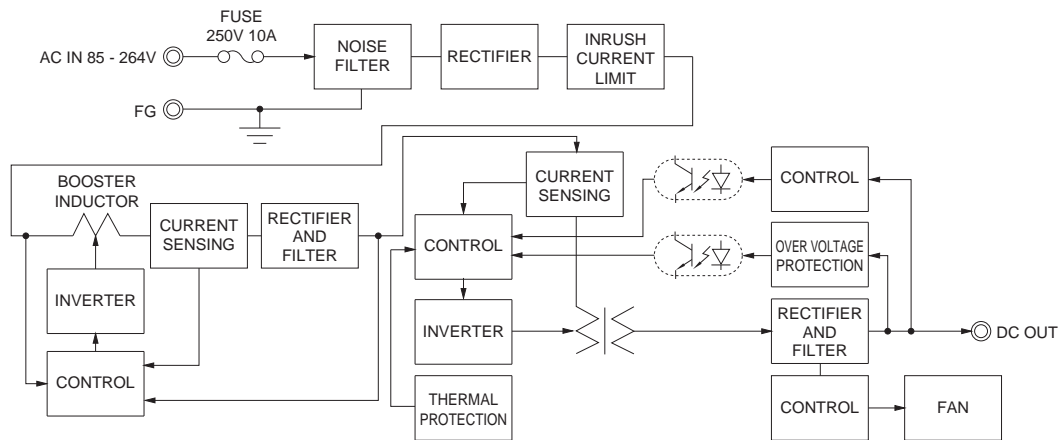 FUSE
250V 10A
AC IN 85 - 264V
NOISE
FILTER
RECTIFIER
INRUSH
CURRENT
LIMIT
FG
BOOSTER
INDUCTOR
CURRENT
SENSING
RECTIFIER
AND
FILTER
INVERTER
CONTROL
CURRENT
SENSING
CONTROL
INVERTER
THERMAL
PROTECTION
CONTROL
OVER VOLTAGE
PROTECTION
RECTIFIER
AND
FILTER
DC OUT
CONTROL
FAN